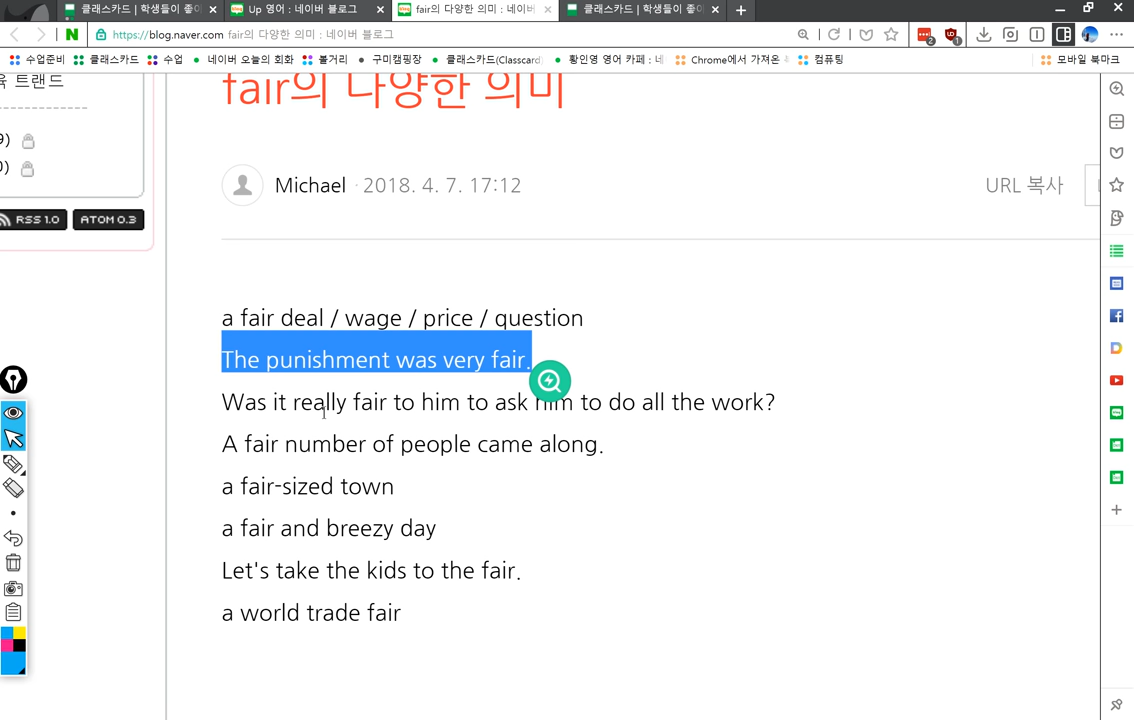 클래스카드 | 학생들이 좋아
Up 영어 : 네이버 블로그
fair의 다양한 의미 : 네이버
클래스카드 | 학생들이 좋아
N https://blog.naver.com fair의 다양한 의미 : 네이버 블로그
수업준비 클래스카드 수업 네이버 오늘의 회화 볼거리 구미캠핑장 클래스카드(Classcard 황인영 영어 카페 : 네 Chrome에서 가져온 컴퓨팅 모바일 북마크
육 트랜드
9)
0)
RSS 1.0 ATOM 0.3
fair의 다양한 의미
Michael · 2018. 4. 7. 17:12
URL 복사
a fair deal / wage / price / question
The punishment was very fair.
Was it really fair to him to ask him to do all the work?
A fair number of people came along.
a fair-sized town
a fair and breezy day
Let's take the kids to the fair.
a world trade fair